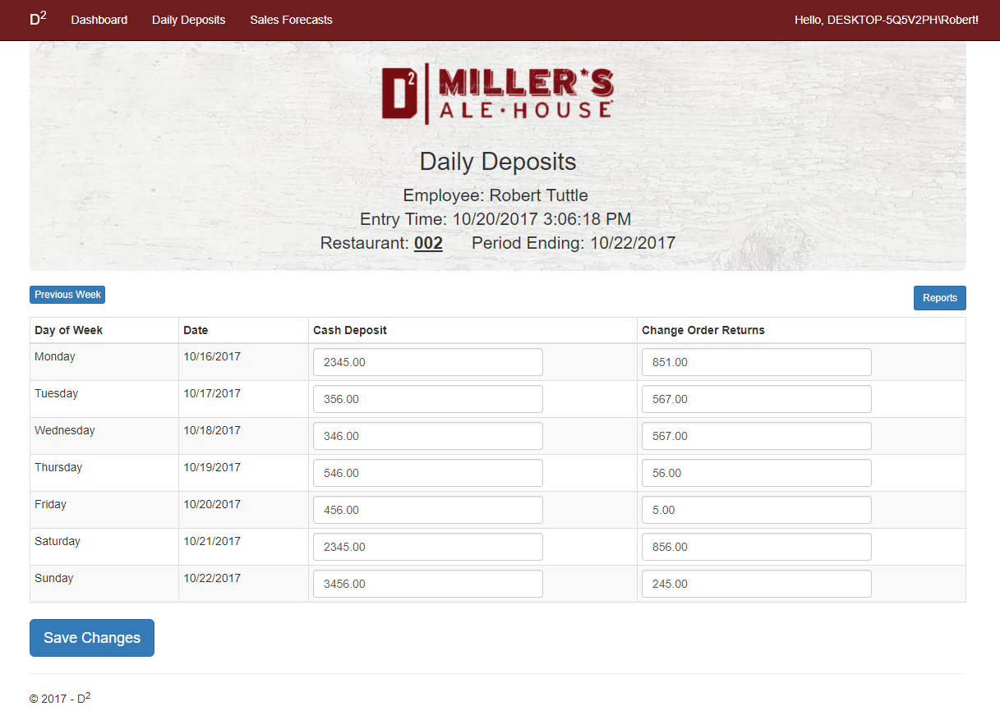 D2 Dashboard Daily Deposits Sales Forecasts Hello, DESKTOP-5Q5V2PH\Robert!
D2 MILLER'S
ALE·HOUSE
Daily Deposits
Employee: Robert Tuttle
Entry Time: 10/20/2017 3:06:18 PM
Restaurant: 002 Period Ending: 10/22/2017
Previous Week Reports
Day of Week Date Cash Deposit Change Order Returns
Monday 10/16/2017 2345.00 851.00
Tuesday 10/17/2017 356.00 567.00
Wednesday 10/18/2017 346.00 567.00
Thursday 10/19/2017 546.00 56.00
Friday 10/20/2017 456.00 5.00
Saturday 10/21/2017 2345.00 856.00
Sunday 10/22/2017 3456.00 245.00
Save Changes
© 2017 - D2